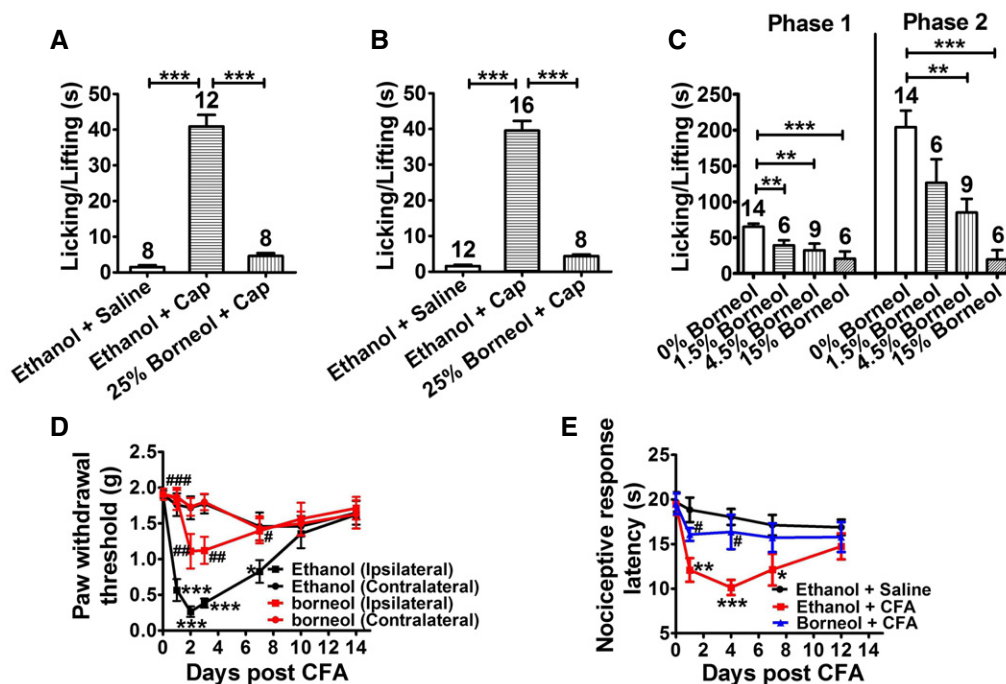 A
Licking/Lifting (s)
50
40
30
20
10
0
***
***
8
12
8
Ethanol + Saline
Ethanol + Cap
25% Borneol + Cap
B
Licking/Lifting (s)
50
40
30
20
10
0
***
***
12
16
8
Ethanol + Saline
Ethanol + Cap
25% Borneol + Cap
C
Phase 1
Phase 2
Licking/Lifting (s)
250
200
150
100
50
0
***
**
**
14
6
9
6
***
**
14
6
9
6
0% Borneol
1.5% Borneol
4.5% Borneol
15% Borneol
0% Borneol
1.5% Borneol
4.5% Borneol
15% Borneol
D
Paw withdrawal
threshold (g)
2.5
2.0
1.5
1.0
0.5
0.0
###
##
##
#
***
***
***
*
Ethanol (Ipsilateral)
Ethanol (Contralateral)
borneol (Ipsilateral)
borneol (Contralateral)
0 2 4 6 8 10 12 14
Days post CFA
E
Nociceptive response
latency (s)
25
20
15
10
5
#
#
**
***
*
Ethanol + Saline
Ethanol + CFA
Borneol + CFA
0 2 4 6 8 10 12 14
Days post CFA